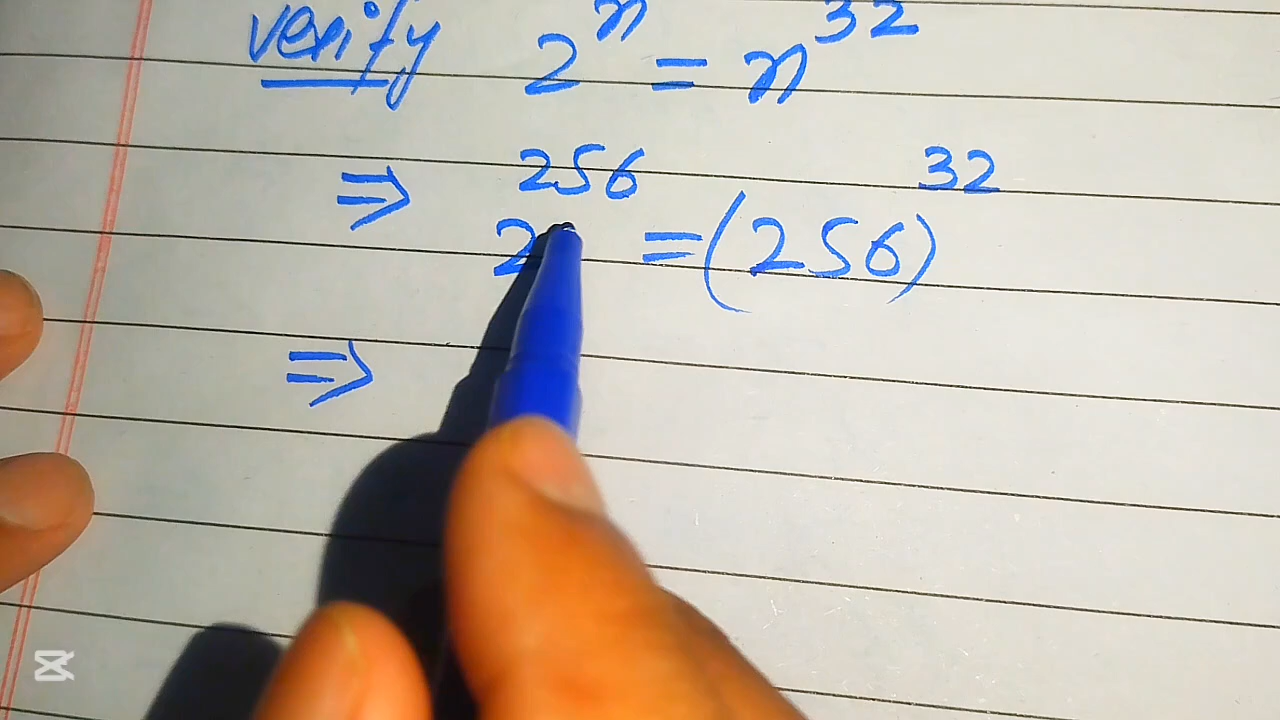 verify 2^n = n^32
⇒ 2^256 = (256)^32
⇒